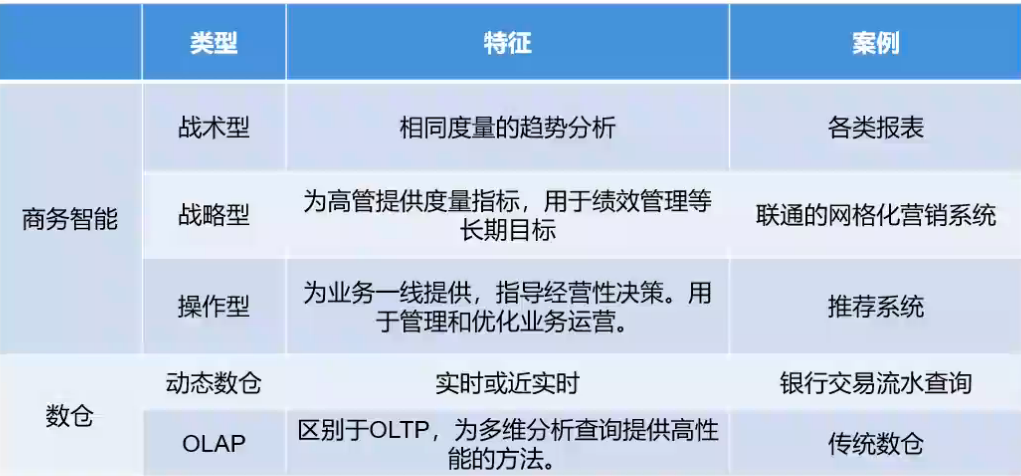 类型 特征 案例
商务智能
战术型 相同度量的趋势分析 各类报表
战略型 为高管提供度量指标，用于绩效管理等
长期目标
联通的网格化营销系统
操作型 为业务一线提供，指导经营性决策。用
于管理和优化业务运营。
推荐系统
数仓
动态数仓 实时或近实时 银行交易流水查询
OLAP 区别于OLTP，为多维分析查询提供高性
能的方法。
传统数仓